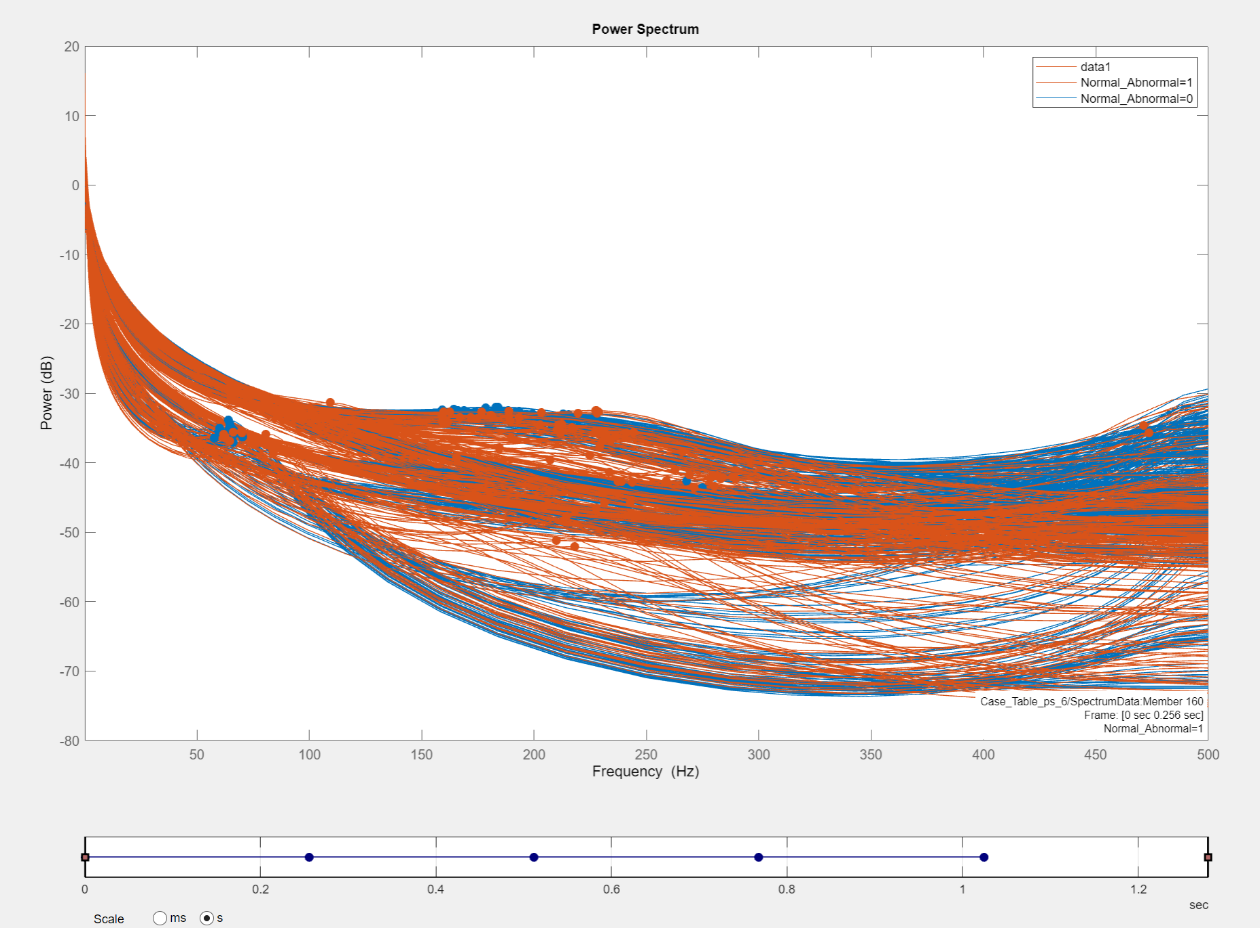 Power Spectrum
20
10
0
-10
-20
-30
-40
-50
-60
-70
-80
Power (dB)
data1
Normal_Abnormal=1
Normal_Abnormal=0
Case_Table_ps_6/SpectrumData:Member 160
Frame: [0 sec 0.256 sec]
Normal_Abnormal=1
50 100 150 200 250 300 350 400 450 500
Frequency (Hz)
0 0.2 0.4 0.6 0.8 1 1.2
sec
Scale ms s